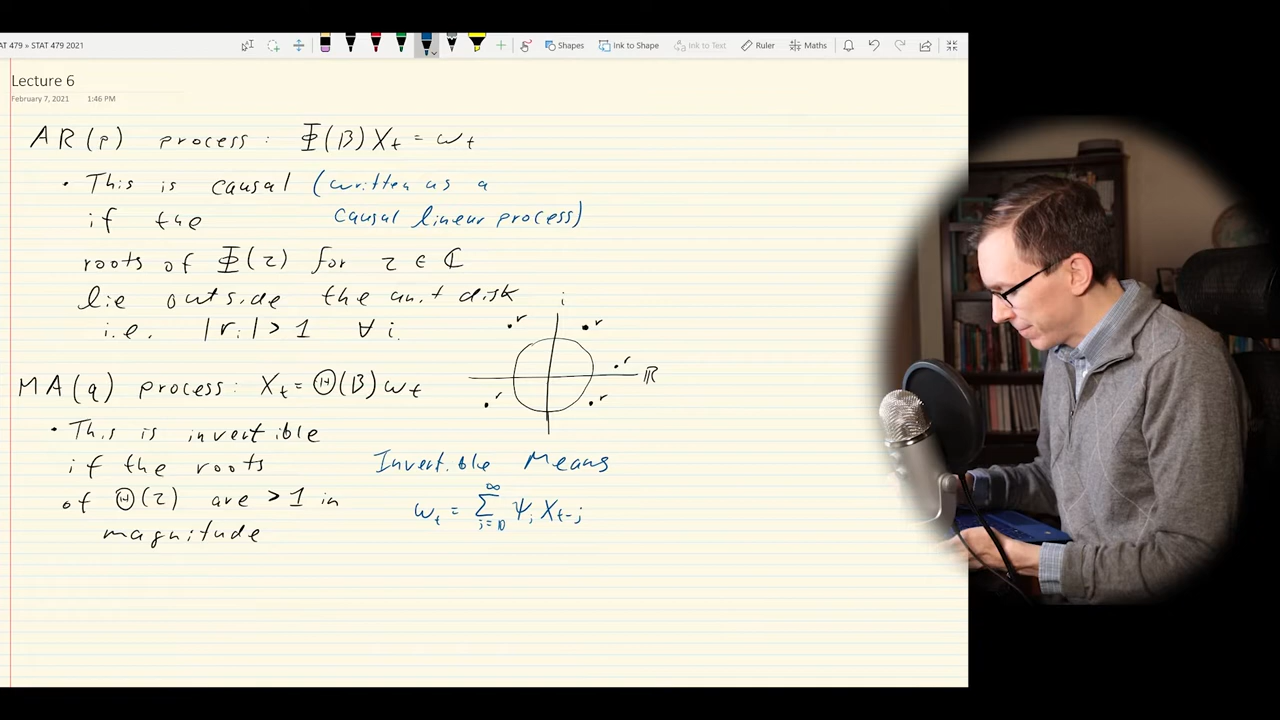 AT 479 » STAT 479 2021
Shapes Ink to Shape Ink to Text Ruler Maths
Lecture 6
February 7, 2021 1:46 PM
AR(p) process: Φ(B)Xₜ = wₜ
• This is causal (written as a
if the causal linear process)
roots of Φ(z) for z ∈ ℂ
lie outside the unit disk
i.e. |rᵢ| > 1 ∀ i.
i
r r
r
ℝ
r r
MA(q) process: Xₜ = Θ(B)wₜ
• This is invertible
if the roots
of Θ(z) are > 1 in
magnitude
Invertible Means
wₜ = ∑_{j=0}^{∞} Ψⱼ Xₜ₋ⱼ